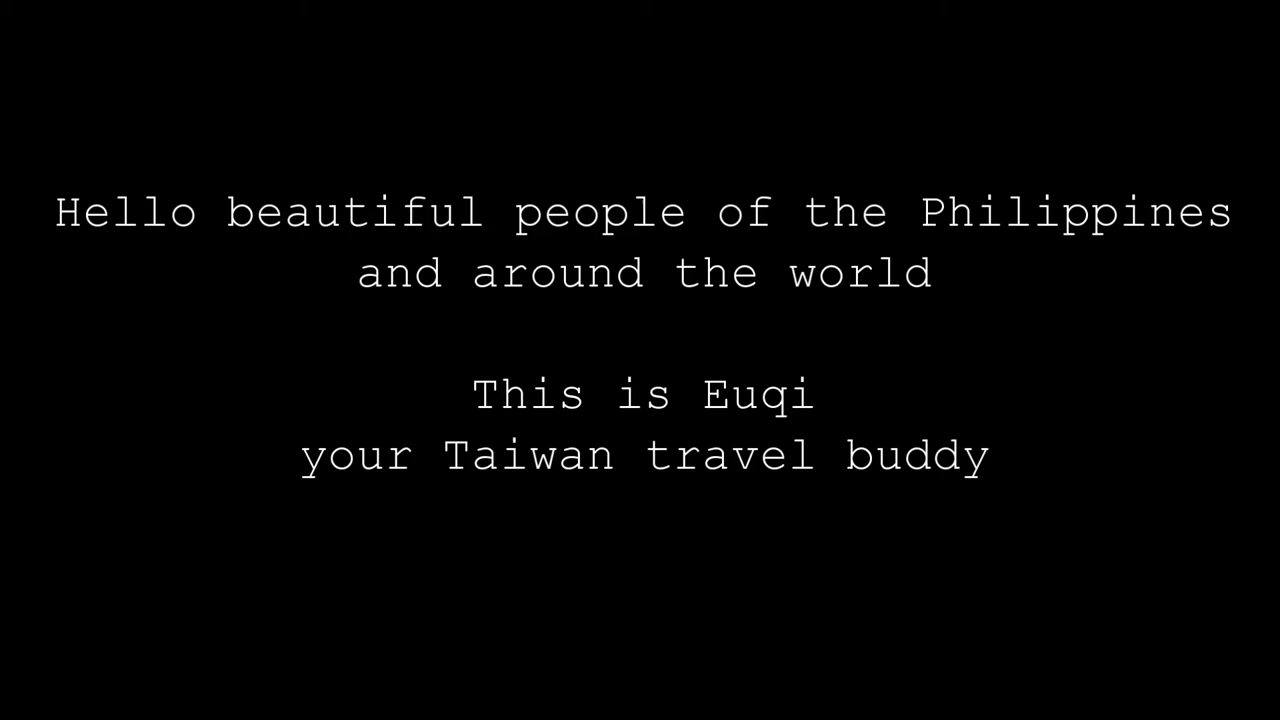 Hello beautiful people of the Philippines
and around the world
This is Euqi
your Taiwan travel buddy